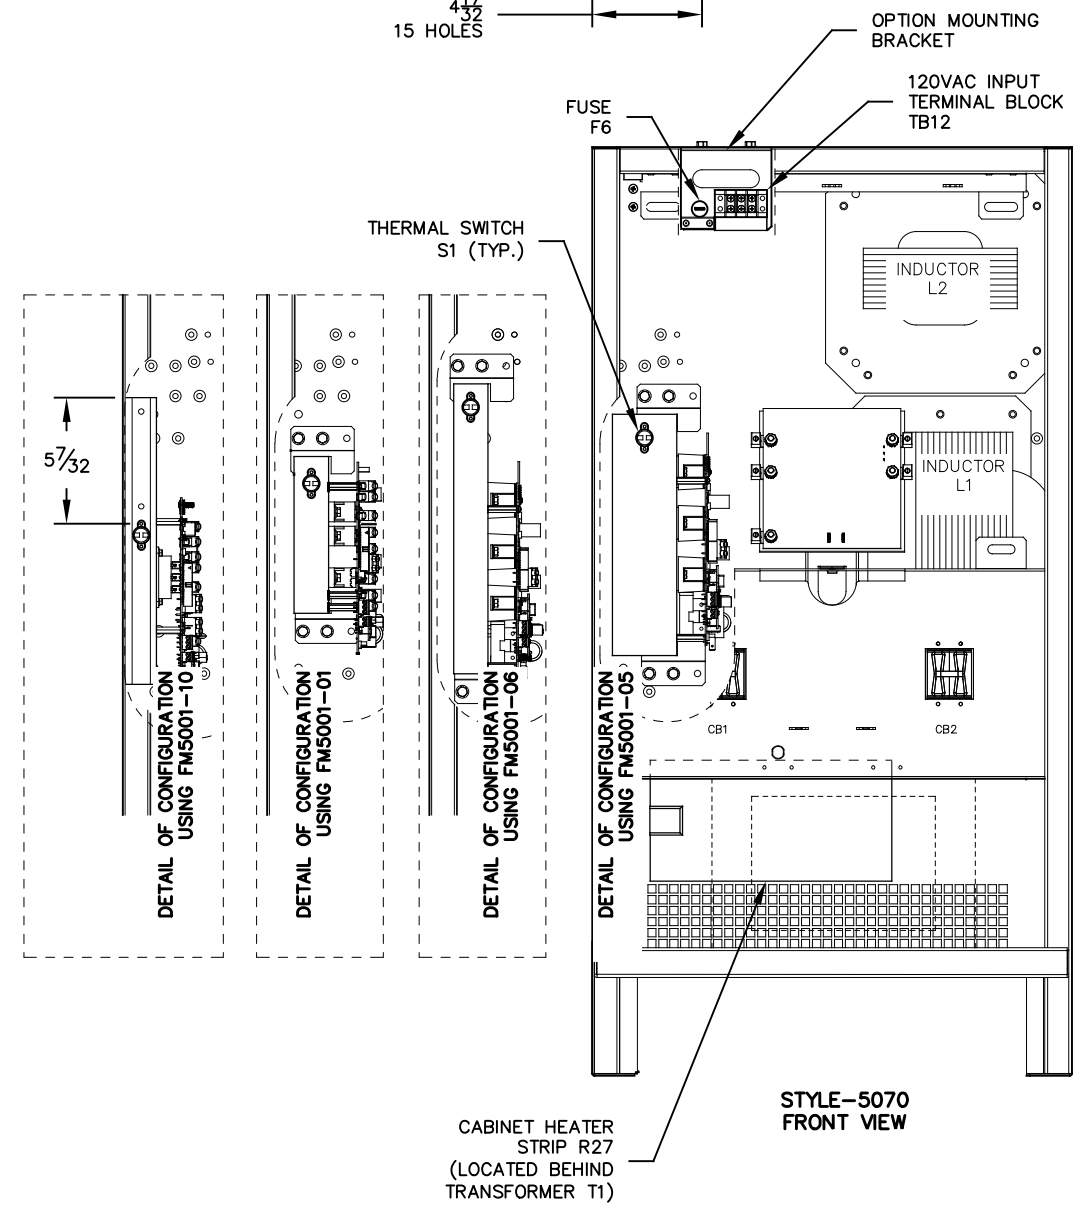 15 HOLES
OPTION MOUNTING
BRACKET
120VAC INPUT
TERMINAL BLOCK
TB12
FUSE
F6
THERMAL SWITCH
S1 (TYP.)
INDUCTOR
L2
5 7/32
INDUCTOR
L1
DETAIL OF CONFIGURATION
USING FM5001-10
DETAIL OF CONFIGURATION
USING FM5001-01
DETAIL OF CONFIGURATION
USING FM5001-06
DETAIL OF CONFIGURATION
USING FM5001-05
CB1
CB2
STYLE-5070
FRONT VIEW
CABINET HEATER
STRIP R27
(LOCATED BEHIND
TRANSFORMER T1)